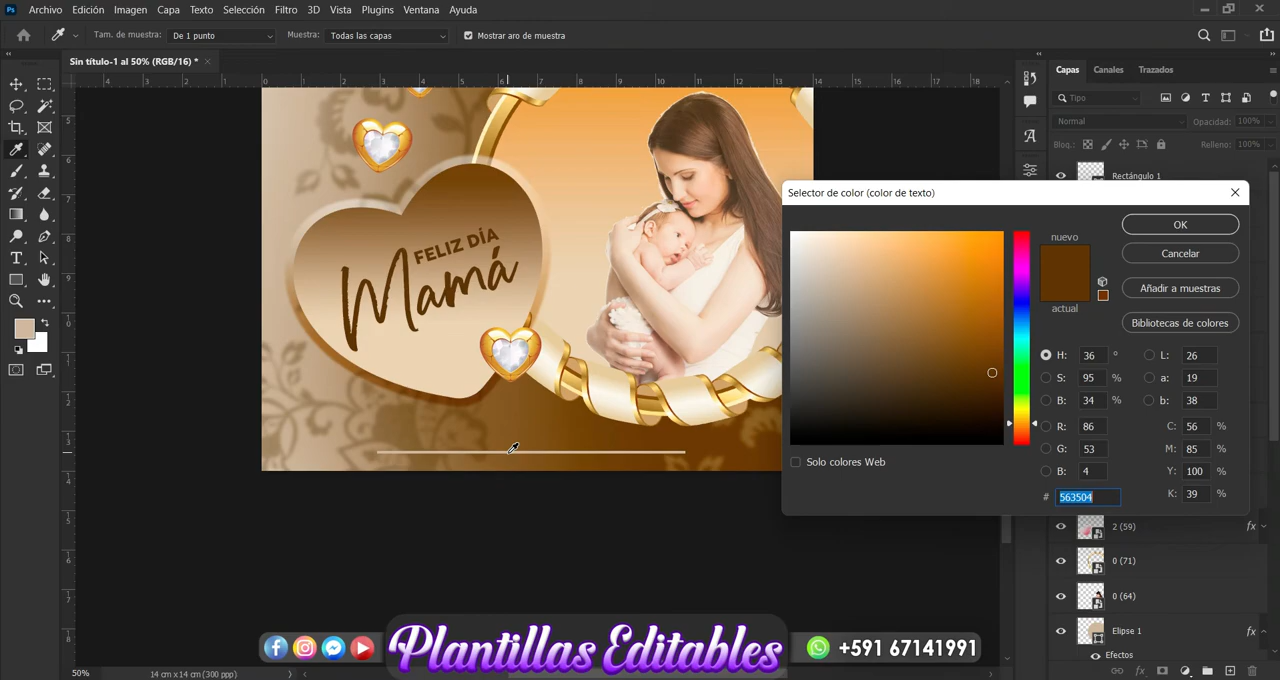 Ps Archivo Edición Imagen Capa Texto Selección Filtro 3D Vista Plugins Ventana Ayuda
Tam. de muestra: De 1 punto Muestra: Todas las capas Mostrar aro de muestra
Sin título-1 al 50% (RGB/16) *
Capas Canales Trazados
Tipo
Normal Opacidad: 100%
Bloq.: Relleno: 100%
Rectángulo 1
FELIZ DÍA
Mamá
Selector de color (color de texto)
nuevo
actual
OK
Cancelar
Añadir a muestras
Bibliotecas de colores
H: 36 ° L: 26
S: 95 % a: 19
B: 34 % b: 38
R: 86 C: 56 %
G: 53 M: 85 %
B: 4 Y: 100 %
Solo colores Web
# 563504 K: 39 %
2 (59) fx
0 (71)
0 (64)
Elipse 1 fx
Efectos
Plantillas Editables
+591 67141991
50% 14 cm x 14 cm (300 ppp)